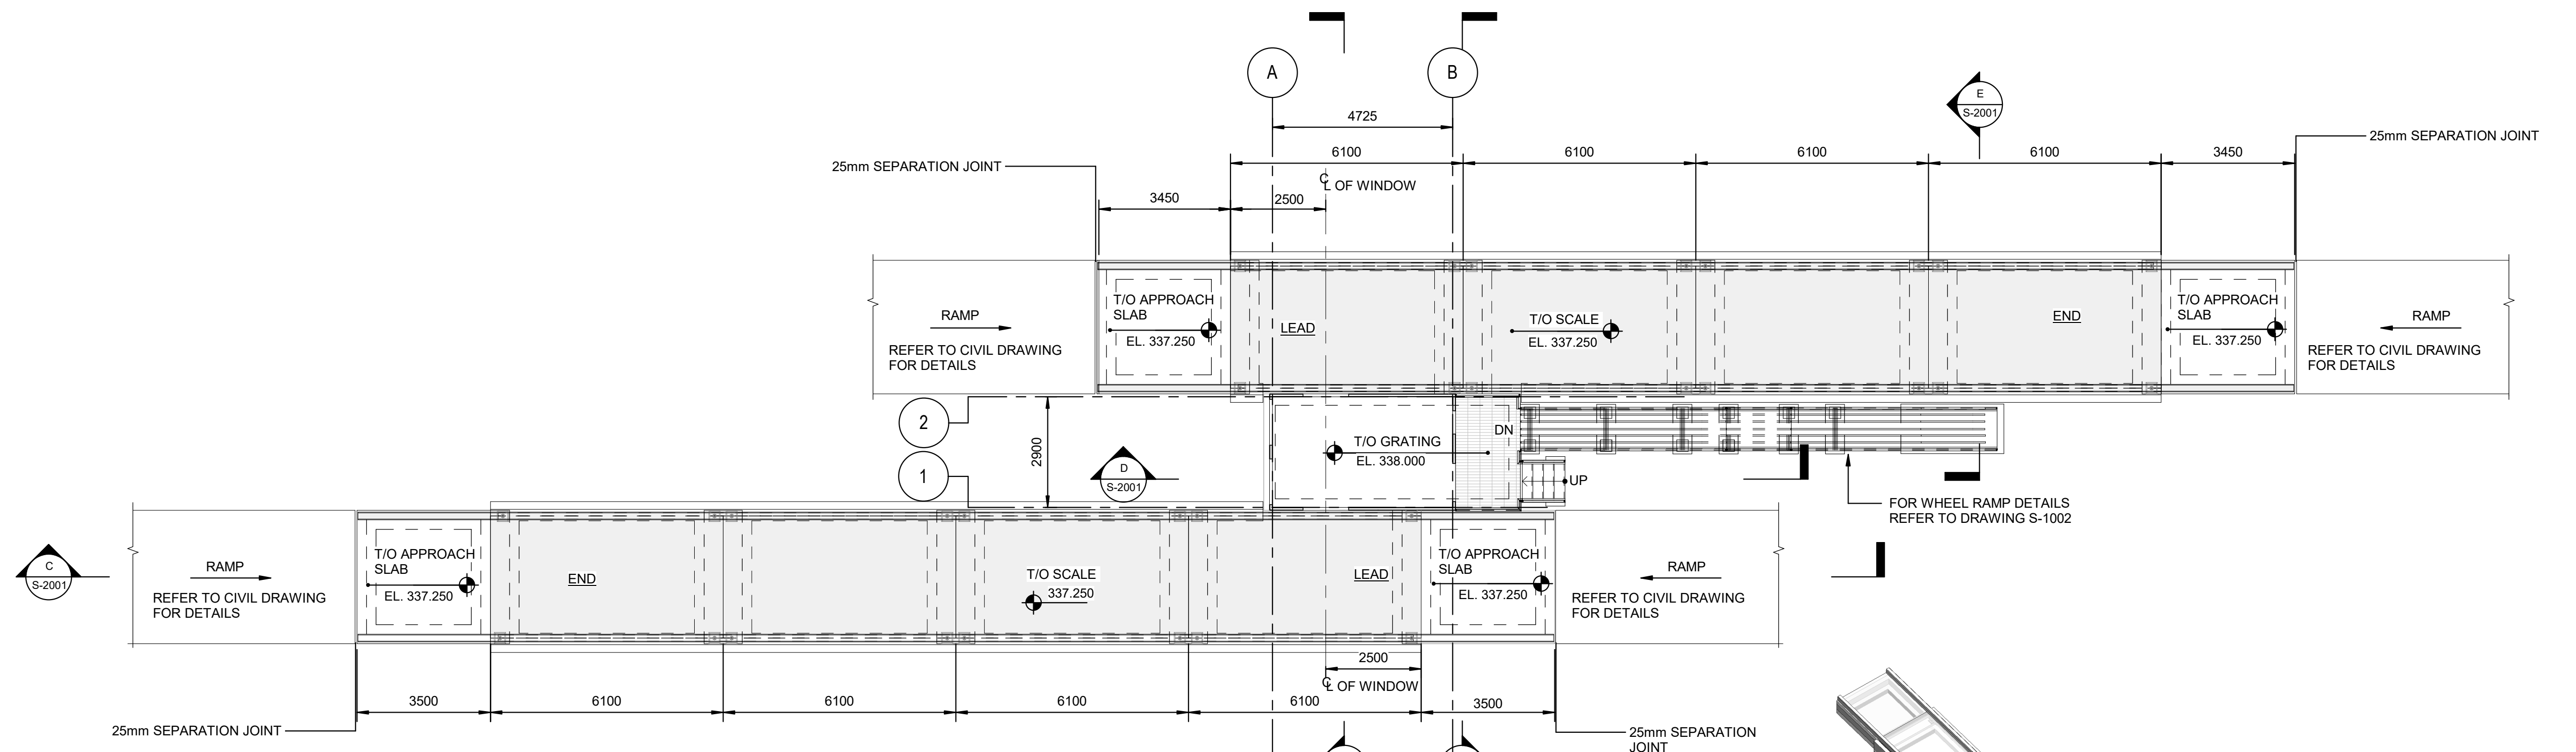 A
B
4725
E
S-2001
25mm SEPARATION JOINT
6100
6100
6100
6100
3450
25mm SEPARATION JOINT
CL OF WINDOW
3450
2500
T/O APPROACH
SLAB
EL. 337.250
RAMP
REFER TO CIVIL DRAWING
FOR DETAILS
LEAD
T/O SCALE
EL. 337.250
END
T/O APPROACH
SLAB
EL. 337.250
RAMP
REFER TO CIVIL DRAWING
FOR DETAILS
2
1
2900
D
S-2001
T/O GRATING
EL. 338.000
DN
UP
FOR WHEEL RAMP DETAILS
REFER TO DRAWING S-1002
C
S-2001
RAMP
REFER TO CIVIL DRAWING
FOR DETAILS
T/O APPROACH
SLAB
EL. 337.250
END
T/O SCALE
337.250
LEAD
T/O APPROACH
SLAB
EL. 337.250
RAMP
REFER TO CIVIL DRAWING
FOR DETAILS
2500
CL OF WINDOW
3500
6100
6100
6100
6100
3500
25mm SEPARATION JOINT
25mm SEPARATION
JOINT